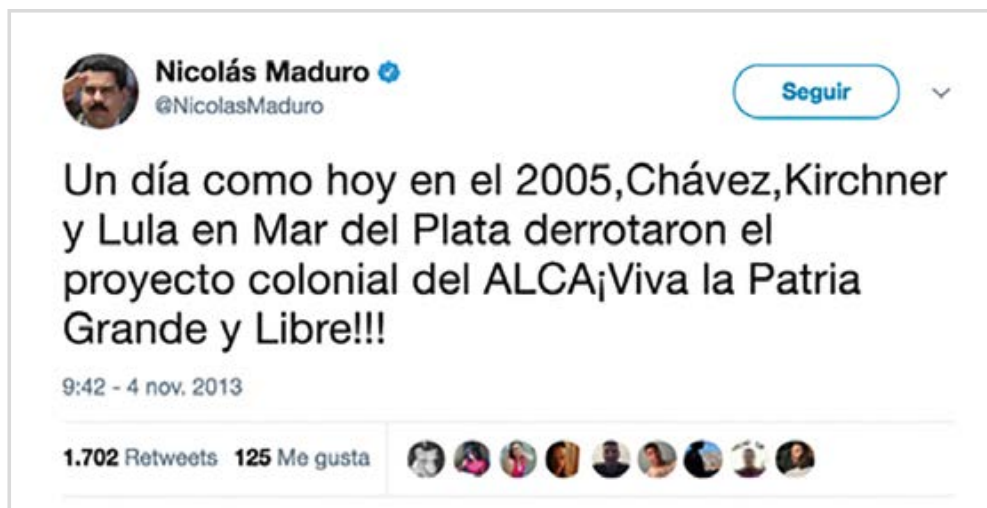 Nicolás Maduro
@NicolasMaduro
Seguir
Un día como hoy en el 2005,Chávez,Kirchner
y Lula en Mar del Plata derrotaron el
proyecto colonial del ALCA¡Viva la Patria
Grande y Libre!!!
9:42 - 4 nov. 2013
1.702 Retweets 125 Me gusta